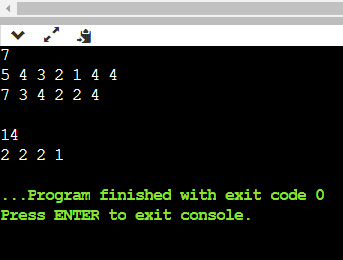 7
5 4 3 2 1 4 4
7 3 4 2 2 4
14
2 2 2 1
...Program finished with exit code 0
Press ENTER to exit console.